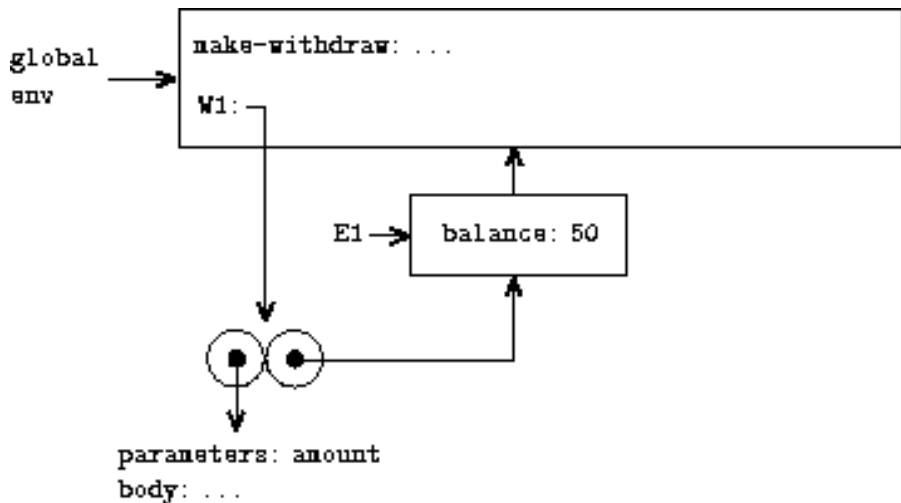 make-withdraw: ...
global
env
W1:
E1
balance: 50
parameters: amount
body: ...